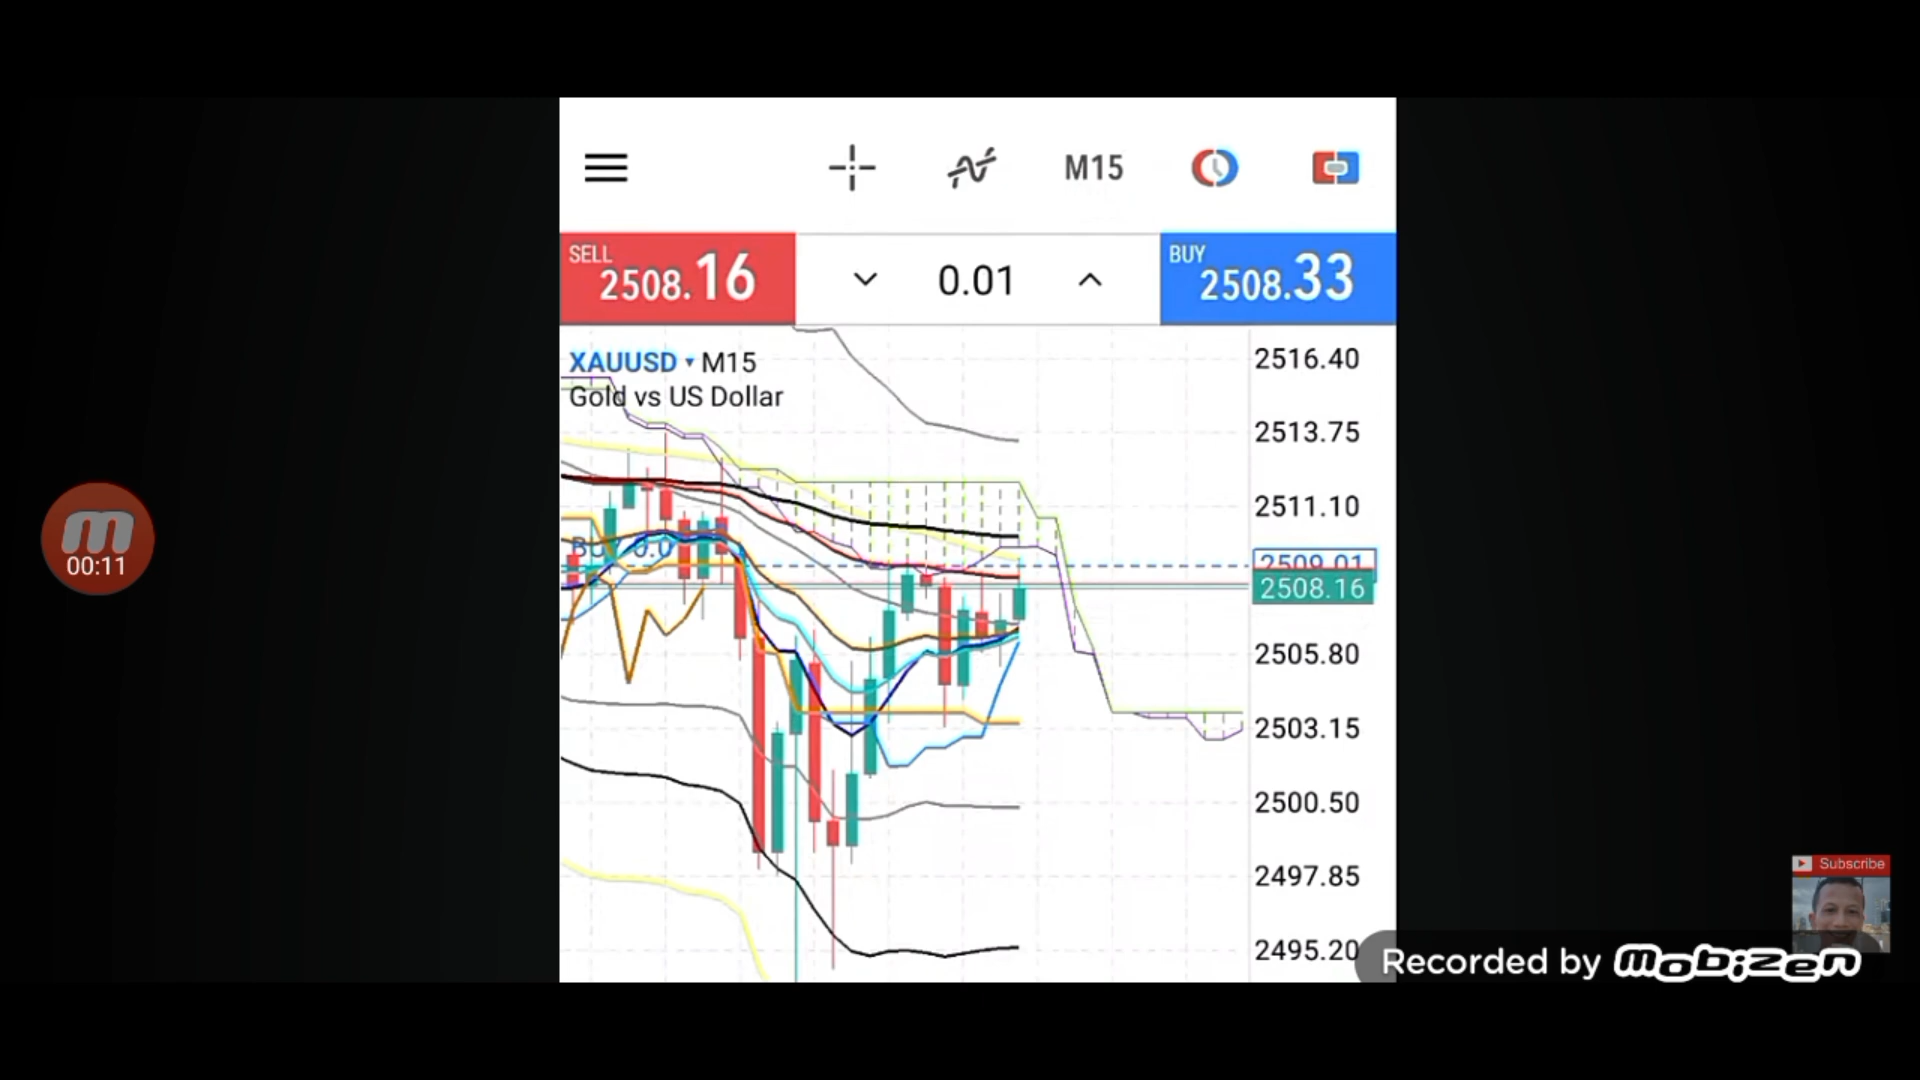 M15
SELL
2508.16
0.01
BUY
2508.33
XAUUSD M15
Gold vs US Dollar
2516.40
2513.75
2511.10
2509.01
2508.16
2505.80
2503.15
2500.50
2497.85
2495.20
00:11
Subscribe
Recorded by mobizen